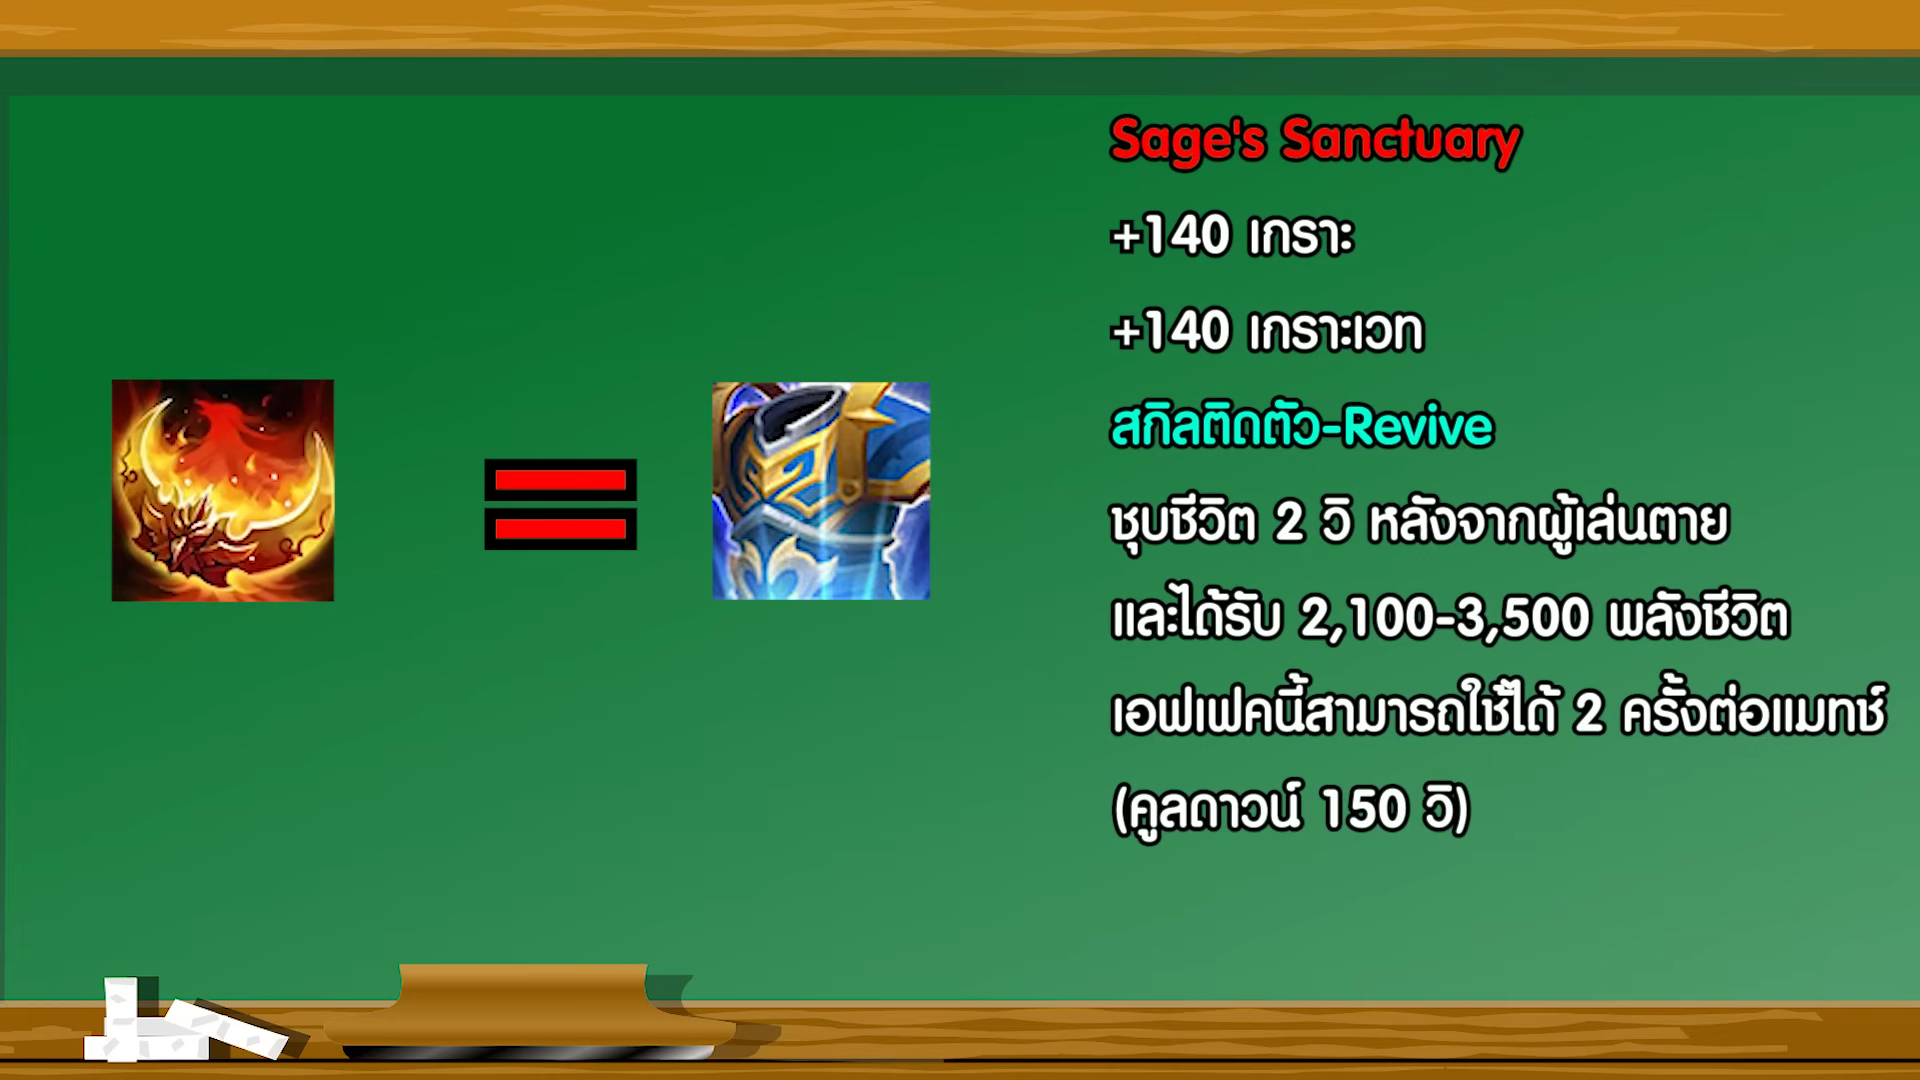 Sage's Sanctuary
+140 เกราะ
+140 เกราะเวท
สกิลติดตัว-Revive
ชุบชีวิต 2 วิ หลังจากผู้เล่นตาย
และได้รับ 2,100-3,500 พลังชีวิต
เอฟเฟคนี้สามารถใช้ได้ 2 ครั้งต่อแมทช์
(คูลดาวน์ 150 วิ)